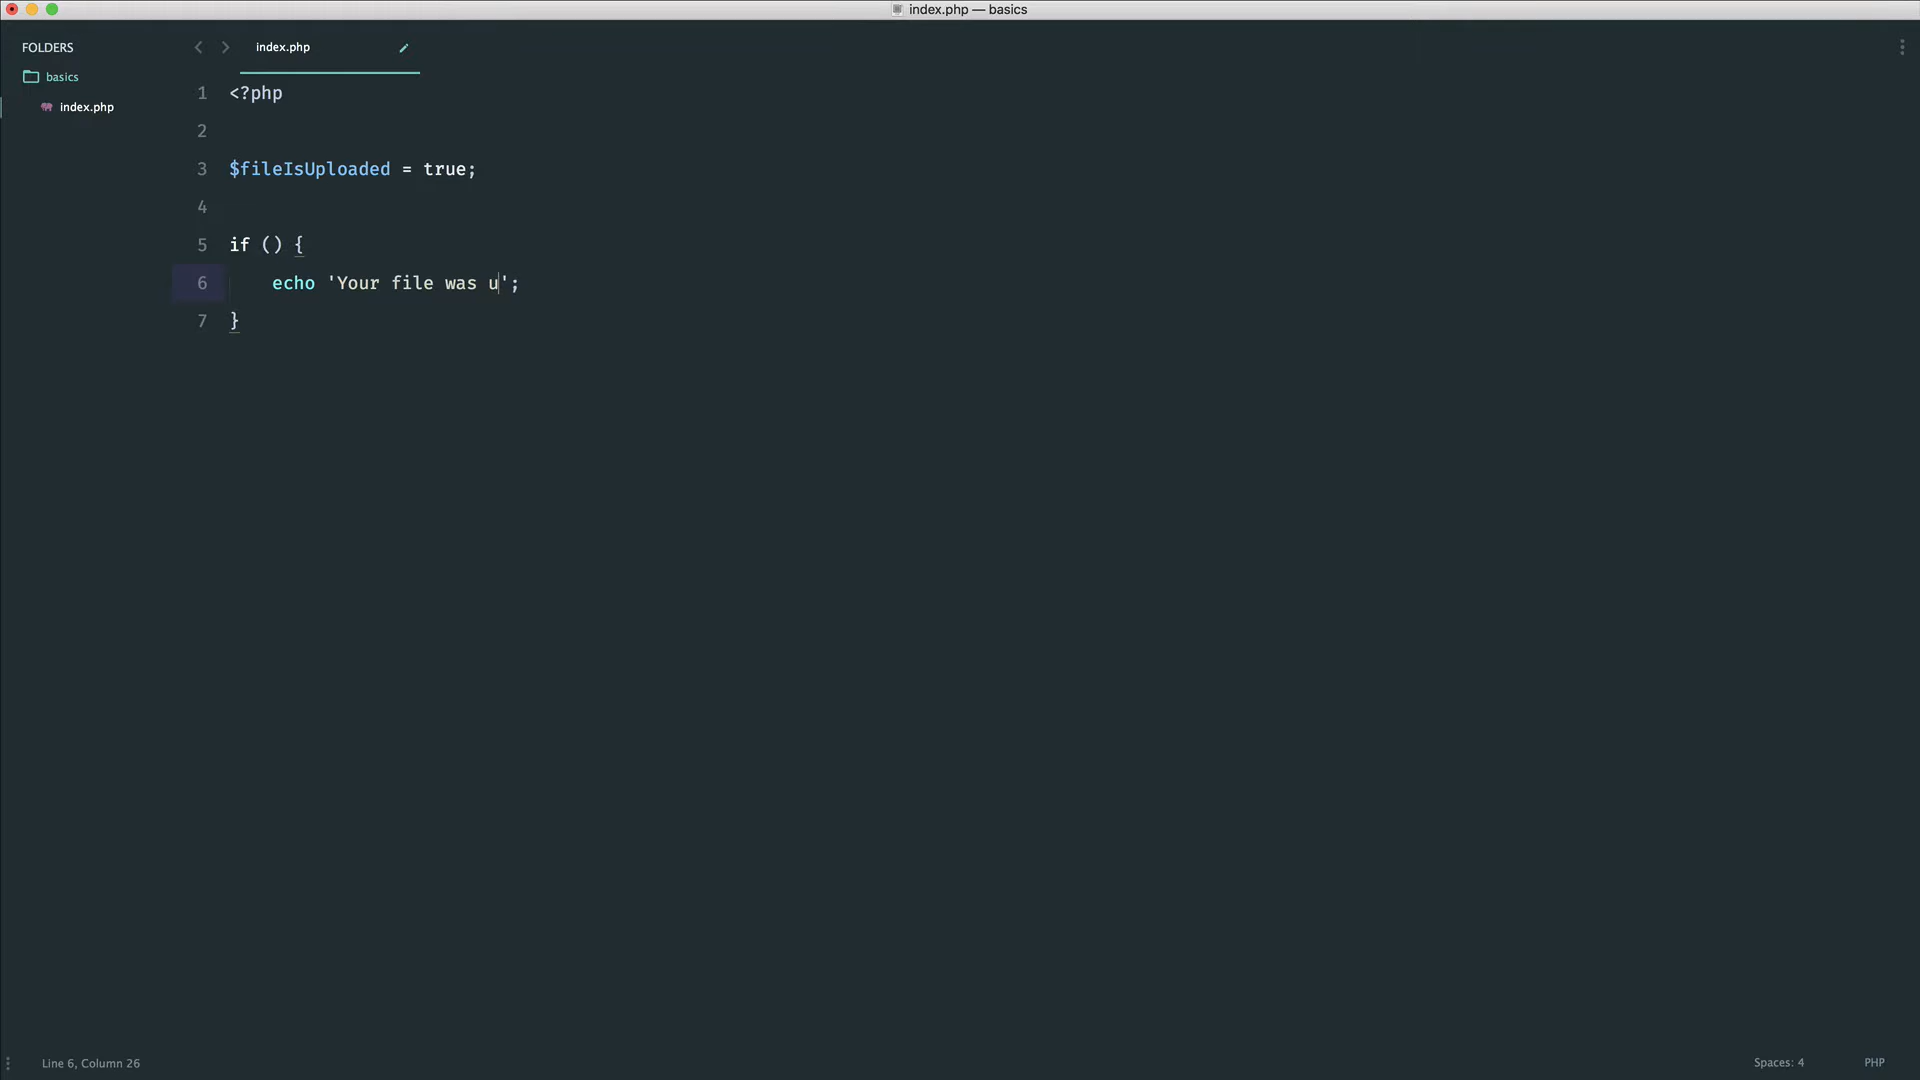 index.php — basics
FOLDERS
basics
index.php
index.php
1 <?php
2
3 $fileIsUploaded = true;
4
5 if () {
6     echo 'Your file was u';
7 }
Line 6, Column 26
Spaces: 4
PHP